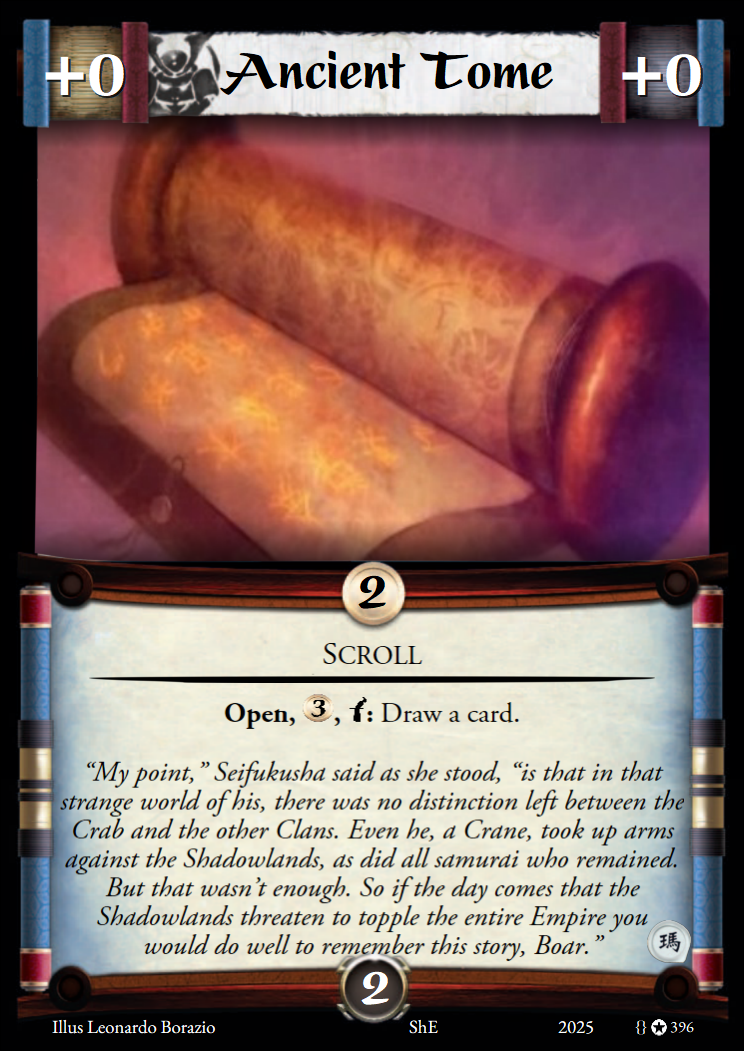 +0 Ancient Tome +0
2
SCROLL
Open, 3, : Draw a card.
“My point,” Seifukusha said as she stood, “is that in that
strange world of his, there was no distinction left between the
Crab and the other Clans. Even he, a Crane, took up arms
against the Shadowlands, as did all samurai who remained.
But that wasn’t enough. So if the day comes that the
Shadowlands threaten to topple the entire Empire you
would do well to remember this story, Boar.”
瑪
2
Illus Leonardo Borazio ShE 2025 {} 396